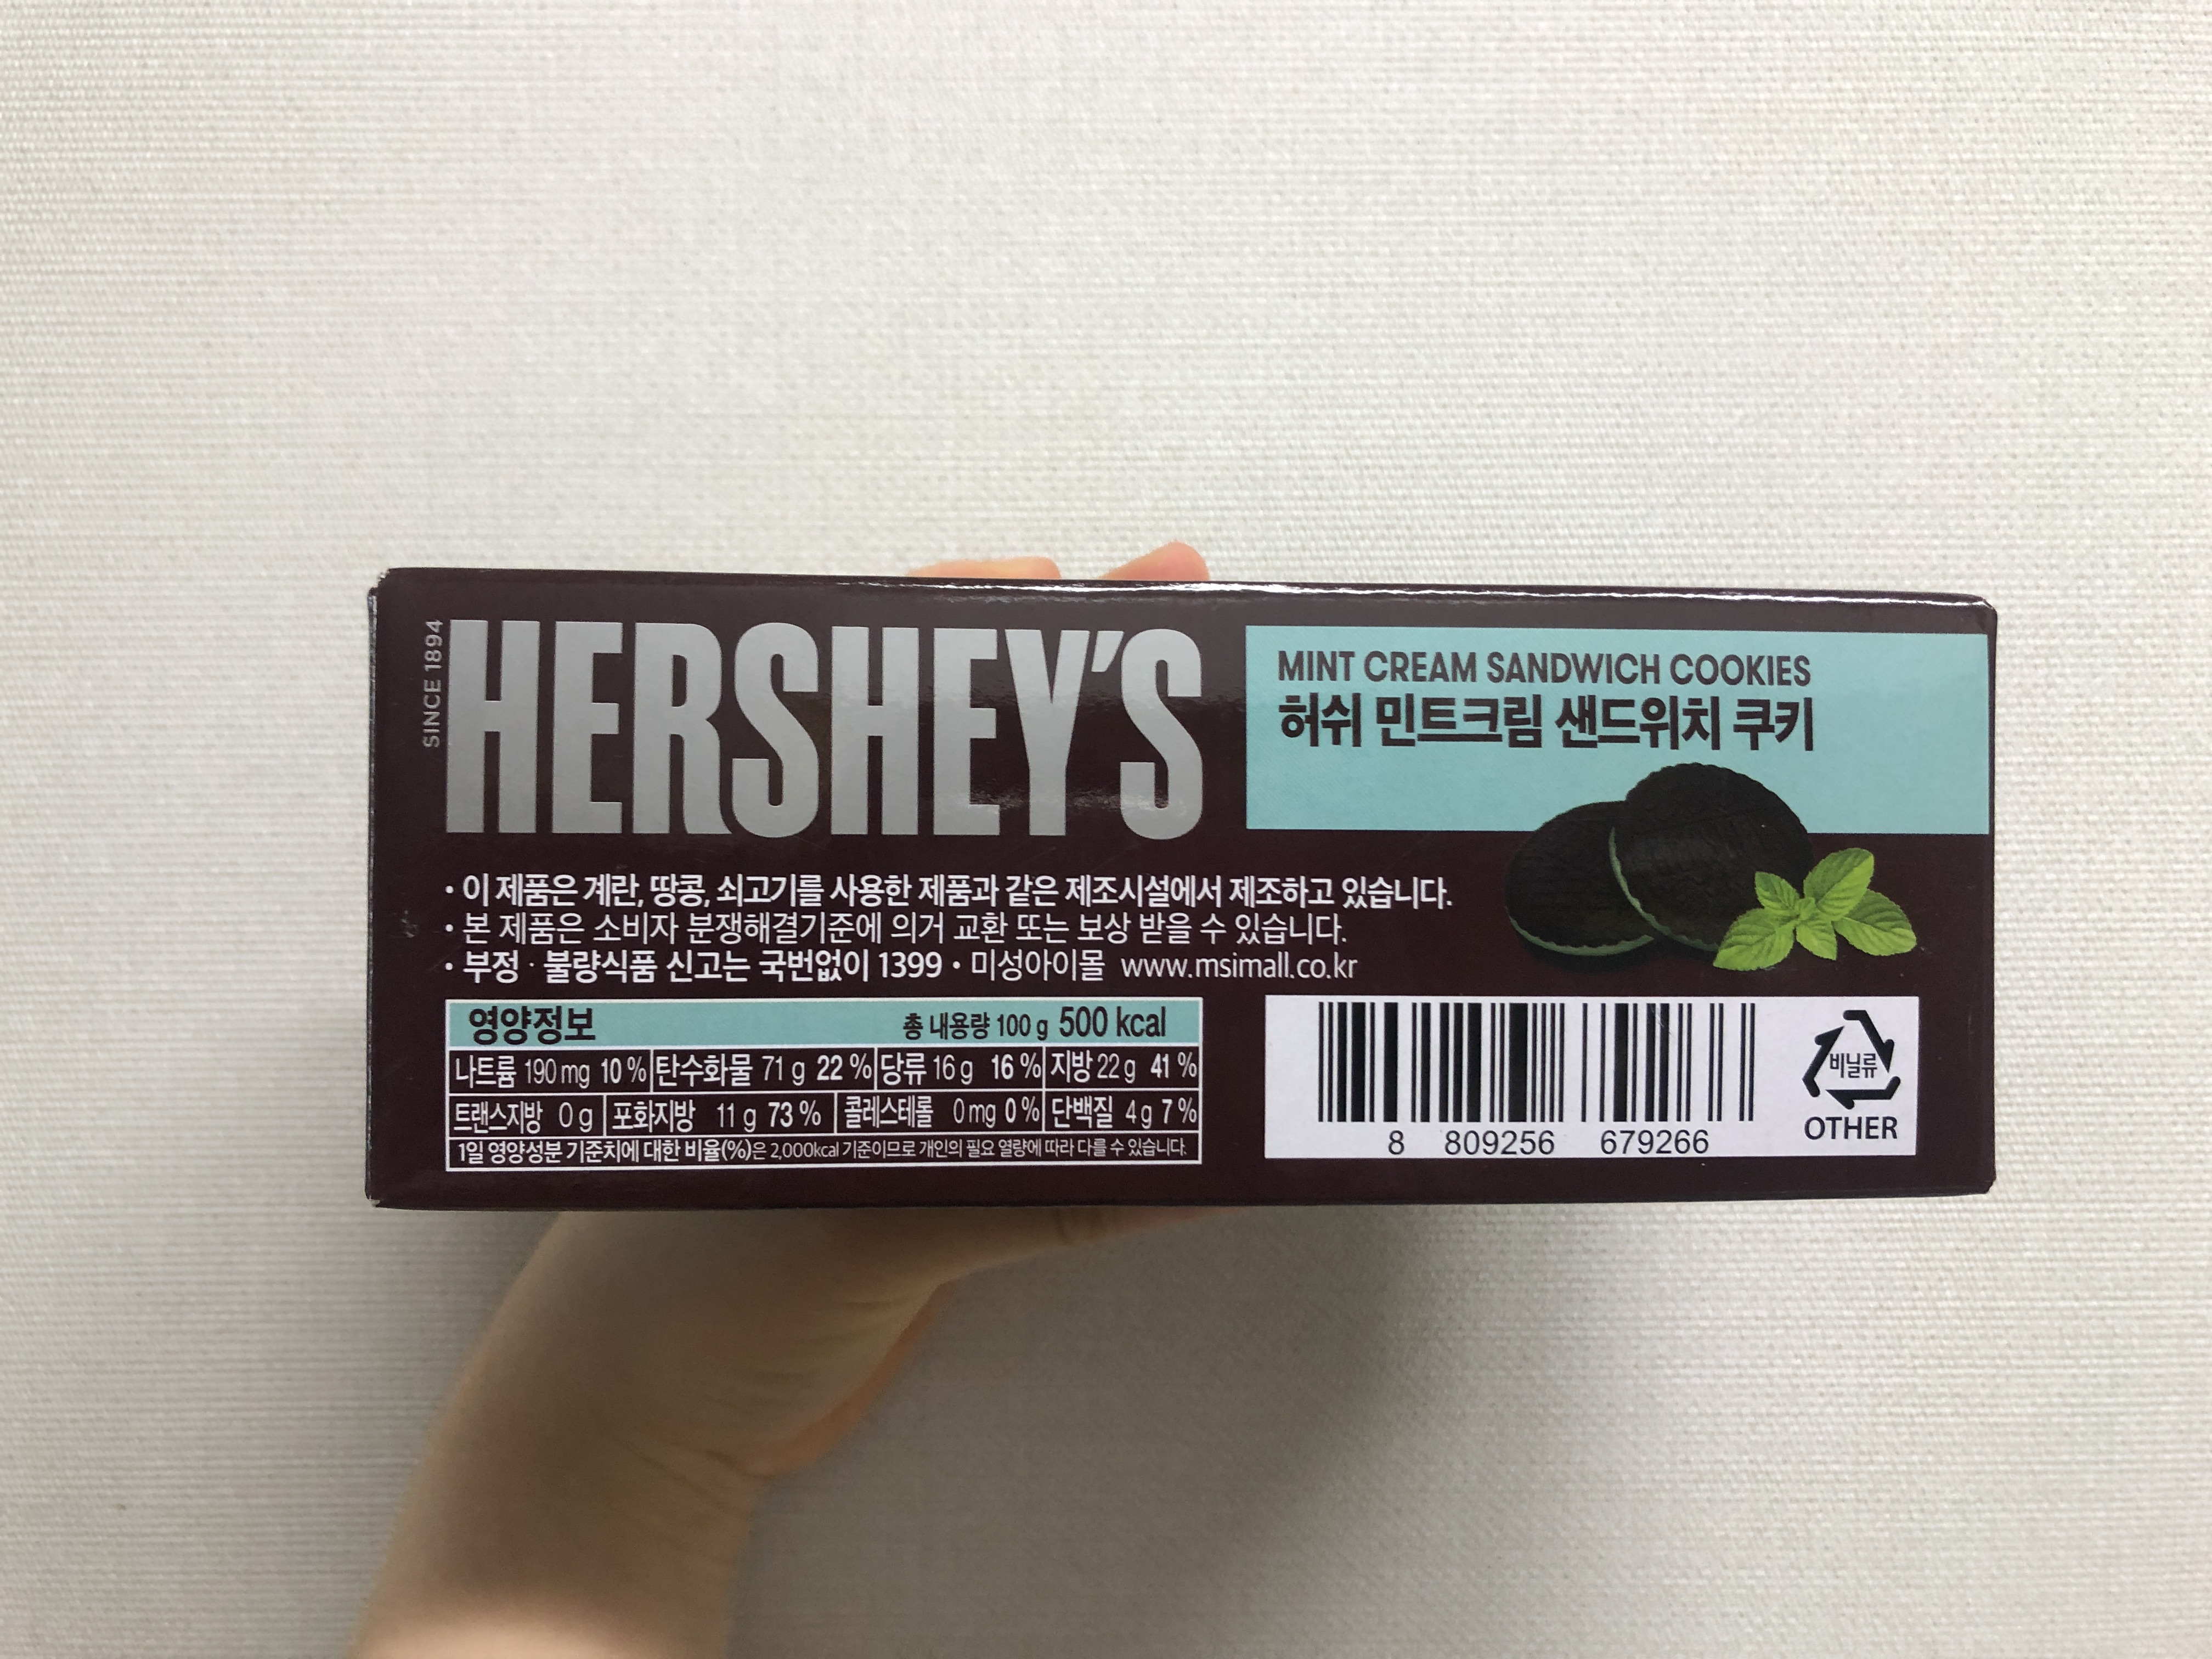 SINCE 1894
HERSHEY'S
MINT CREAM SANDWICH COOKIES
허쉬 민트크림 샌드위치 쿠키
• 이 제품은 계란, 땅콩, 쇠고기를 사용한 제품과 같은 제조시설에서 제조하고 있습니다.
• 본 제품은 소비자 분쟁해결기준에 의거 교환 또는 보상 받을 수 있습니다.
• 부정 · 불량식품 신고는 국번없이 1399 • 미성아이몰 www.msimall.co.kr
영양정보 총 내용량 100 g 500 kcal
나트륨 190 mg 10 % 탄수화물 71 g 22 % 당류 16 g 16 % 지방 22 g 41 %
트랜스지방 0 g 포화지방 11 g 73 % 콜레스테롤 0 mg 0 % 단백질 4 g 7 %
1일 영양성분 기준치에 대한 비율(%)은 2,000kcal 기준이므로 개인의 필요 열량에 따라 다를 수 있습니다.
8 809256 679266
비닐류
OTHER